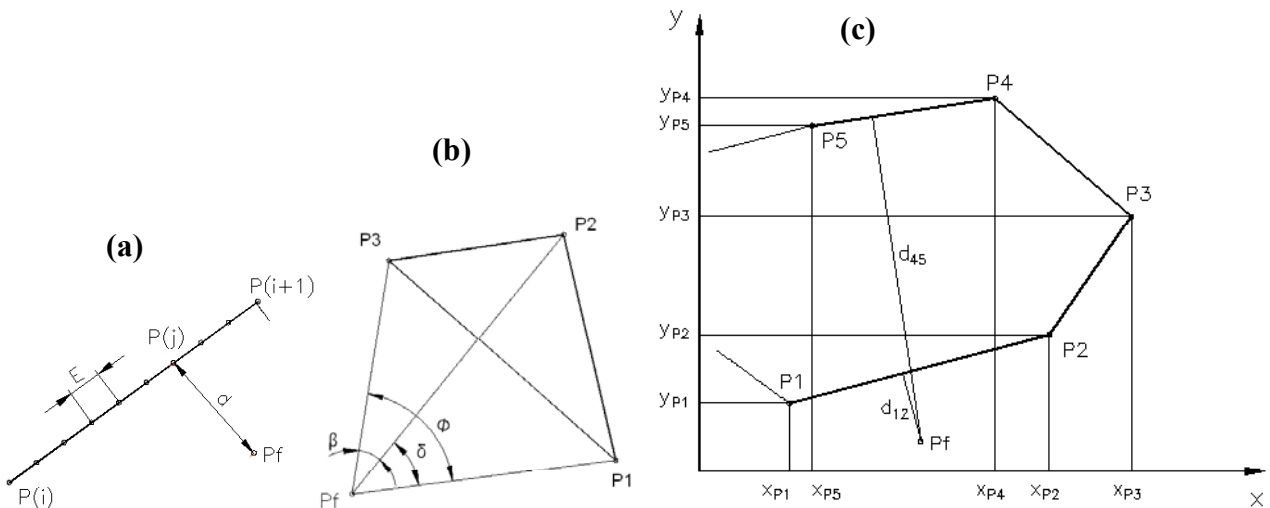 (a)
P(i+1)
P(j)
E
d
Pf
P(i)
(b)
P3
P2
Φ
β
δ
Pf
P1
(c)
y
yP4
yP5
yP3
yP2
yP1
P4
P5
P3
d45
P2
P1
d12
Pf
xP1
xP5
xP4
xP2
xP3
x